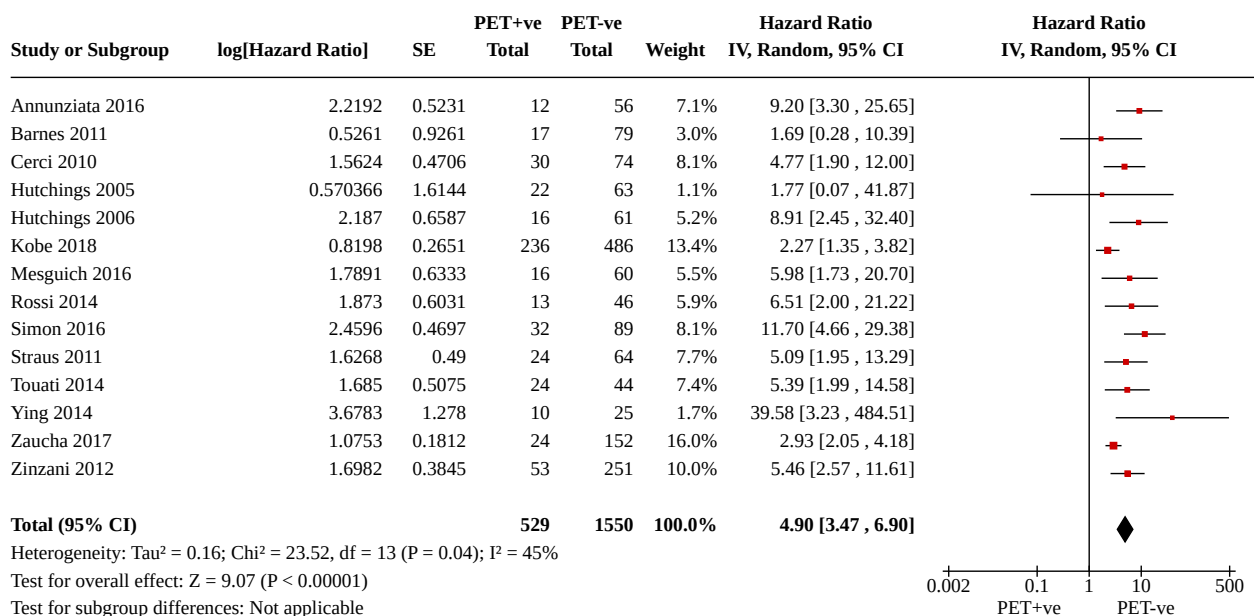 PET+ve PET-ve Hazard Ratio Hazard Ratio
Study or Subgroup log[Hazard Ratio] SE Total Total Weight IV, Random, 95% CI IV, Random, 95% CI
Annunziata 2016 2.2192 0.5231 12 56 7.1% 9.20 [3.30 , 25.65]
Barnes 2011 0.5261 0.9261 17 79 3.0% 1.69 [0.28 , 10.39]
Cerci 2010 1.5624 0.4706 30 74 8.1% 4.77 [1.90 , 12.00]
Hutchings 2005 0.570366 1.6144 22 63 1.1% 1.77 [0.07 , 41.87]
Hutchings 2006 2.187 0.6587 16 61 5.2% 8.91 [2.45 , 32.40]
Kobe 2018 0.8198 0.2651 236 486 13.4% 2.27 [1.35 , 3.82]
Mesguich 2016 1.7891 0.6333 16 60 5.5% 5.98 [1.73 , 20.70]
Rossi 2014 1.873 0.6031 13 46 5.9% 6.51 [2.00 , 21.22]
Simon 2016 2.4596 0.4697 32 89 8.1% 11.70 [4.66 , 29.38]
Straus 2011 1.6268 0.49 24 64 7.7% 5.09 [1.95 , 13.29]
Touati 2014 1.685 0.5075 24 44 7.4% 5.39 [1.99 , 14.58]
Ying 2014 3.6783 1.278 10 25 1.7% 39.58 [3.23 , 484.51]
Zaucha 2017 1.0753 0.1812 24 152 16.0% 2.93 [2.05 , 4.18]
Zinzani 2012 1.6982 0.3845 53 251 10.0% 5.46 [2.57 , 11.61]
Total (95% CI) 529 1550 100.0% 4.90 [3.47 , 6.90]
Heterogeneity: Tau² = 0.16; Chi² = 23.52, df = 13 (P = 0.04); I² = 45%
Test for overall effect: Z = 9.07 (P < 0.00001)
Test for subgroup differences: Not applicable
0.002 0.1 1 10 500
PET+ve PET-ve